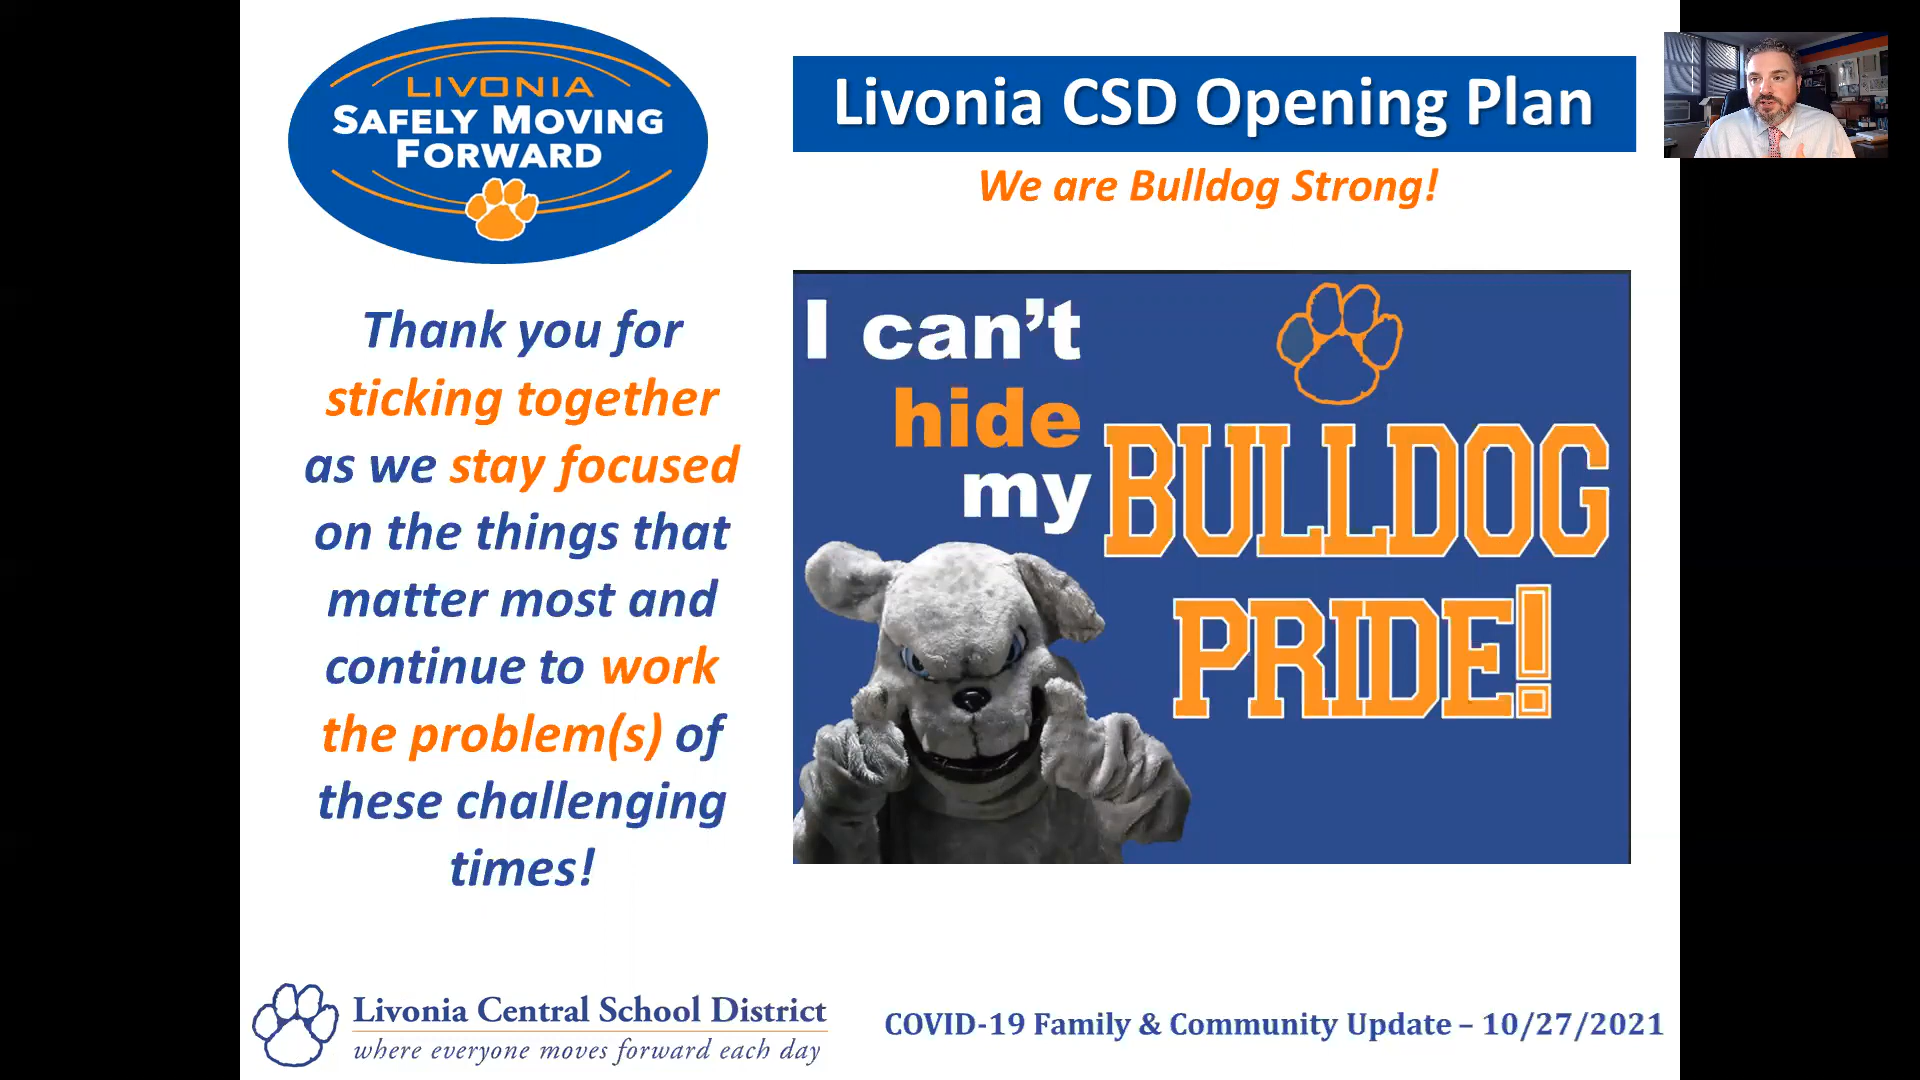 LIVONIA
SAFELY MOVING
FORWARD
Livonia CSD Opening Plan
We are Bulldog Strong!
Thank you for
sticking together
as we stay focused
on the things that
matter most and
continue to work
the problem(s) of
these challenging
times!
I can't
hide
my
BULLDOG
PRIDE!
Livonia Central School District
where everyone moves forward each day
COVID-19 Family & Community Update – 10/27/2021